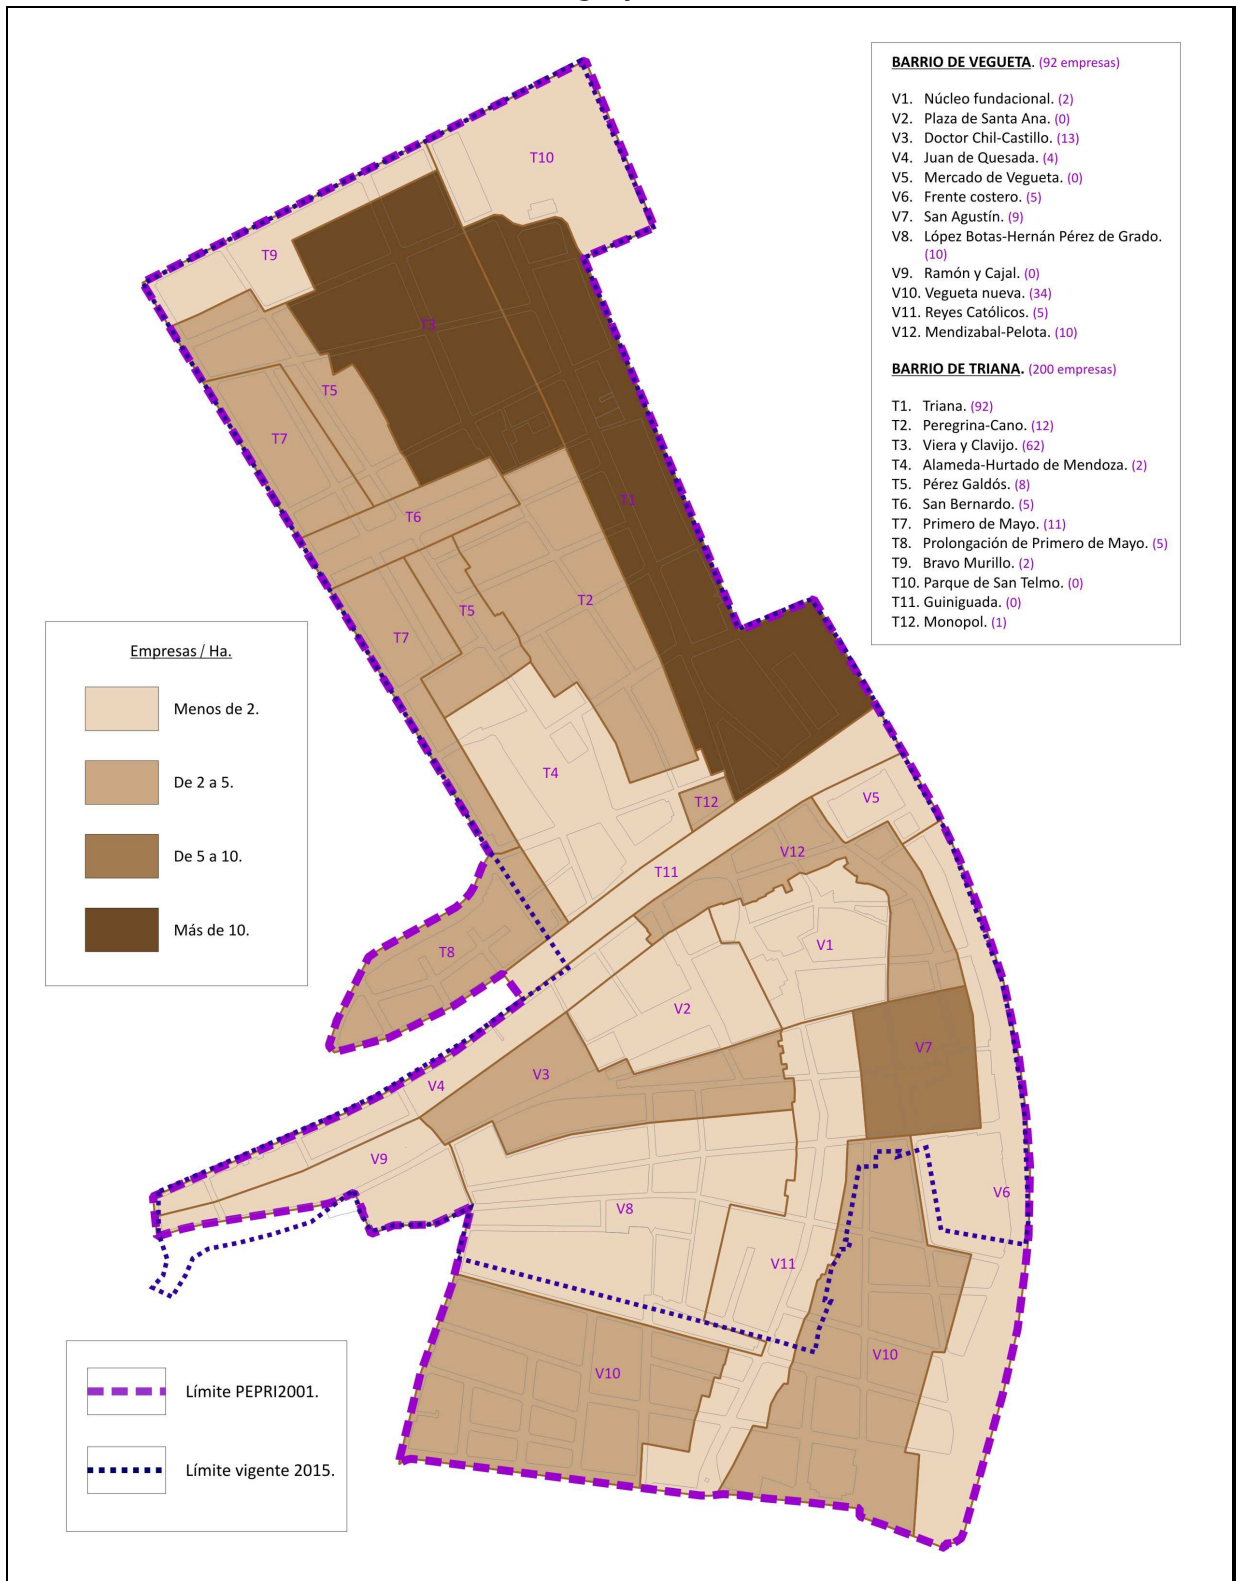 BARRIO DE VEGUETA. (92 empresas)
V1. Núcleo fundacional. (2)
V2. Plaza de Santa Ana. (0)
V3. Doctor Chil-Castillo. (13)
V4. Juan de Quesada. (4)
V5. Mercado de Vegueta. (0)
V6. Frente costero. (5)
V7. San Agustín. (9)
V8. López Botas-Hernán Pérez de Grado.
(10)
V9. Ramón y Cajal. (0)
V10. Vegueta nueva. (34)
V11. Reyes Católicos. (5)
V12. Mendizabal-Pelota. (10)
BARRIO DE TRIANA. (200 empresas)
T1. Triana. (92)
T2. Peregrina-Cano. (12)
T3. Viera y Clavijo. (62)
T4. Alameda-Hurtado de Mendoza. (2)
T5. Pérez Galdós. (8)
T6. San Bernardo. (5)
T7. Primero de Mayo. (11)
T8. Prolongación de Primero de Mayo. (5)
T9. Bravo Murillo. (2)
T10. Parque de San Telmo. (0)
T11. Guiniguada. (0)
T12. Monopol. (1)
T10
T9
T3
T5
T7
T1
T6
T2
T5
T7
T4
T12
V5
V12
T11
V1
T8
V2
V7
V3
V4
V9
V6
V8
V11
V10
V10
Empresas / Ha.
Menos de 2.
De 2 a 5.
De 5 a 10.
Más de 10.
Límite PEPRI2001.
Límite vigente 2015.